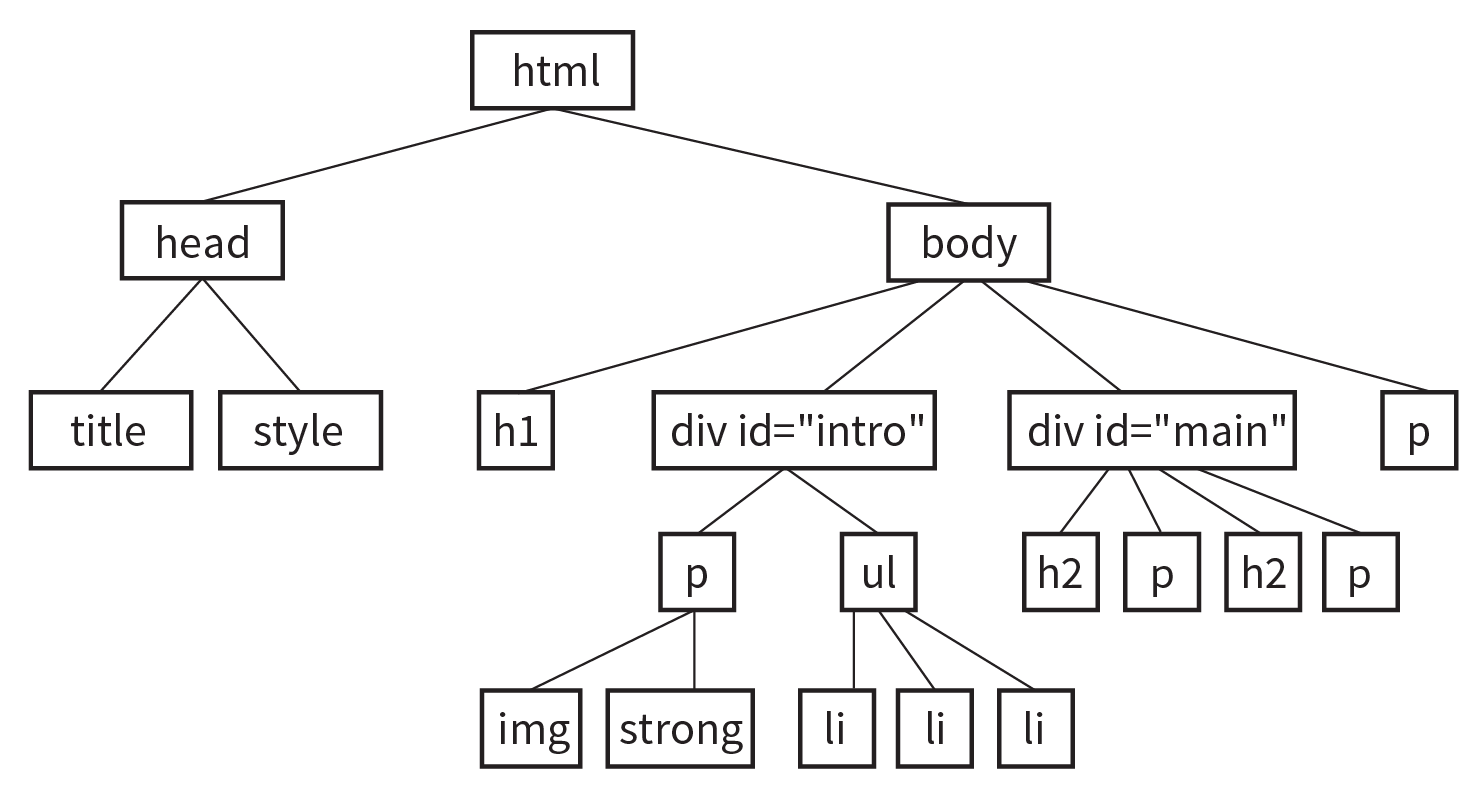 html
head
body
title
style
h1
div id="intro"
div id="main"
p
p
ul
h2
p
h2
p
img
strong
li
li
li